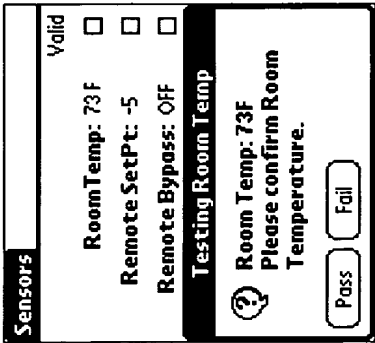 Sensors
Valid
RoomTemp: 73 F
Remote SetPt: -5
Remote Bypass: OFF
Testing Room Temp
Room Temp: 73F
Please confirm Room
Temperature.
Pass Fail